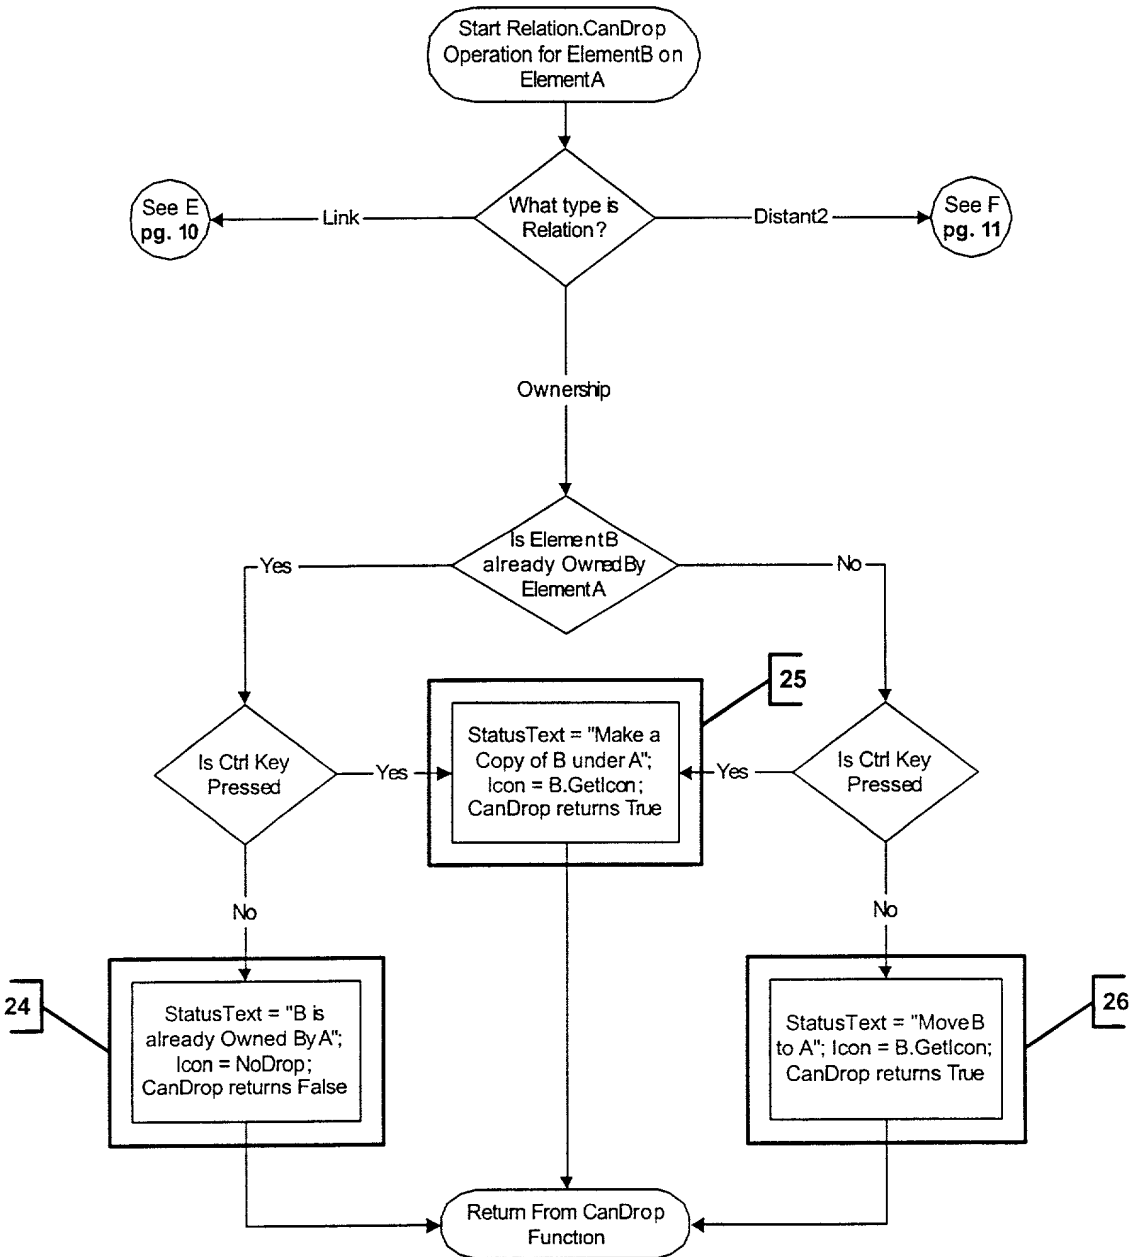 Start Relation.CanDrop
Operation for ElementB on
ElementA
What type is
Relation?
Link
See E
pg. 10
Distant2
See F
pg. 11
Ownership
Is ElementB
already OwnedBy
ElementA
Yes
No
Is Ctrl Key
Pressed
Yes
25
StatusText = "Make a
Copy of B under A";
Icon = B.GetIcon;
CanDrop returns True
Yes
Is Ctrl Key
Pressed
No
No
24
StatusText = "B is
already Owned By A";
Icon = NoDrop;
CanDrop returns False
26
StatusText = "Move B
to A"; Icon = B.GetIcon;
CanDrop returns True
Return From CanDrop
Function